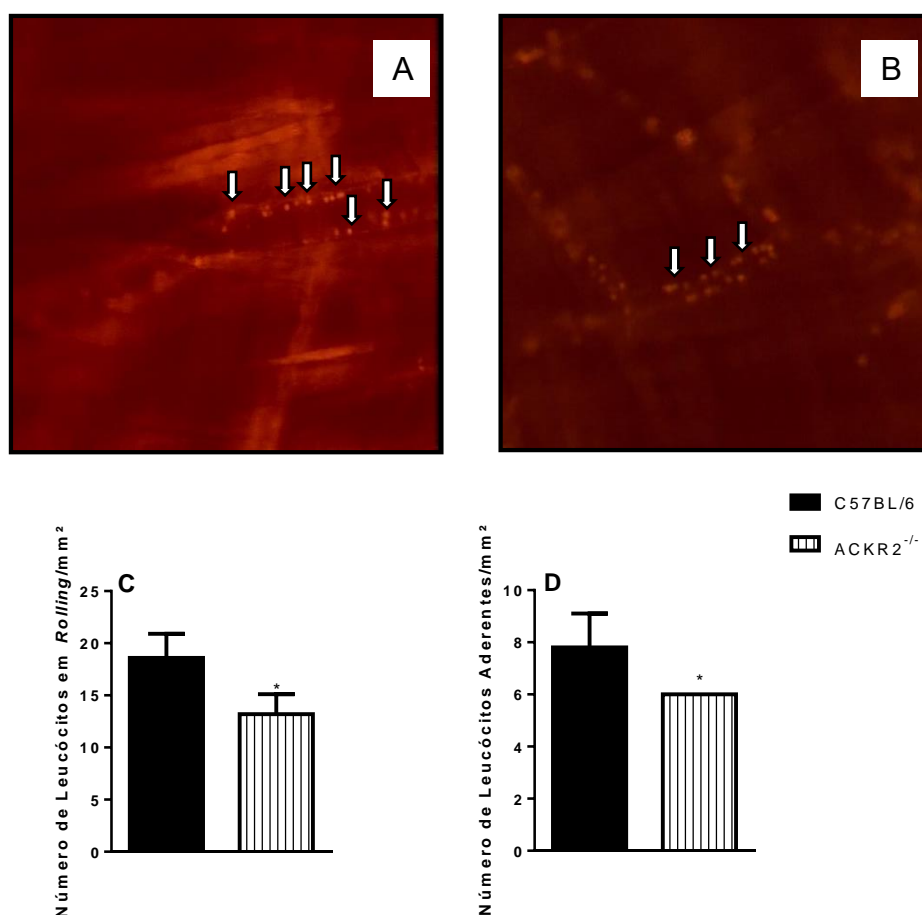 A
B
C57BL/6
ACKR2-/-
C
Número de Leucócitos em Rolling/mm²
25
20
15
10
5
0
*
D
Número de Leucócitos Aderentes/mm²
10
8
6
4
2
0
*